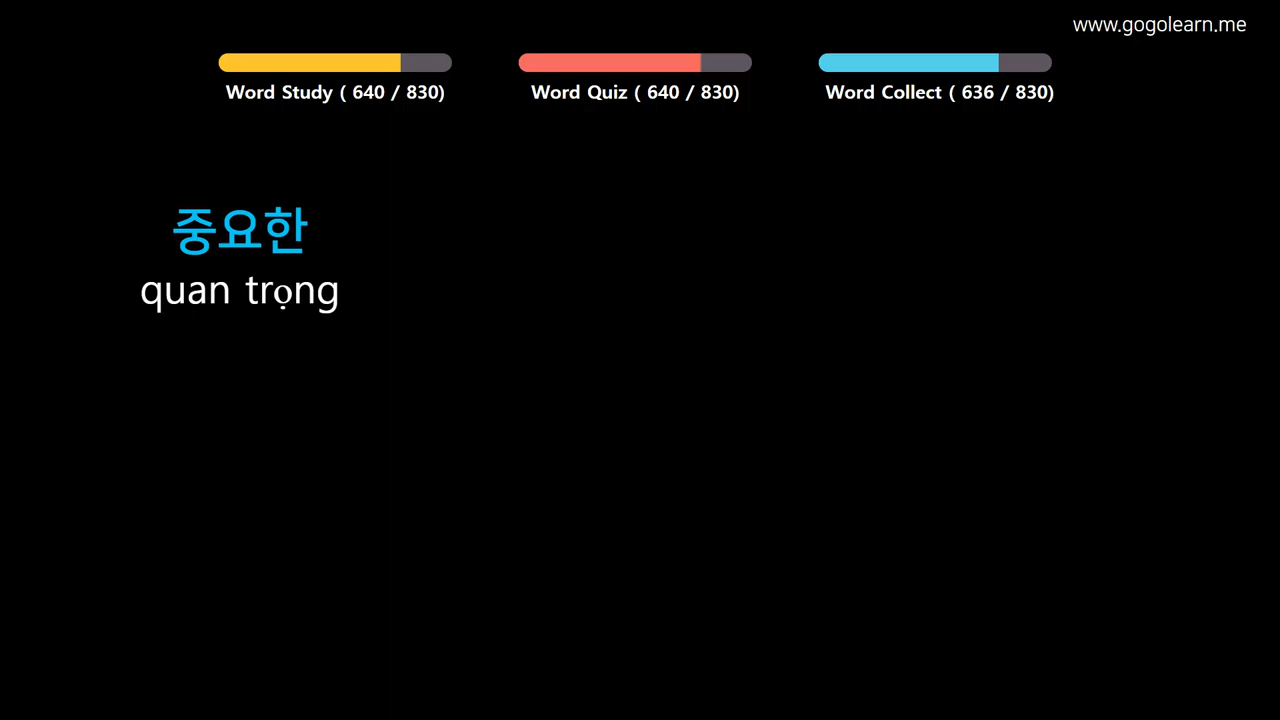 www.gogolearn.me
Word Study ( 640 / 830)
Word Quiz ( 640 / 830)
Word Collect ( 636 / 830)
중요한
quan trọng